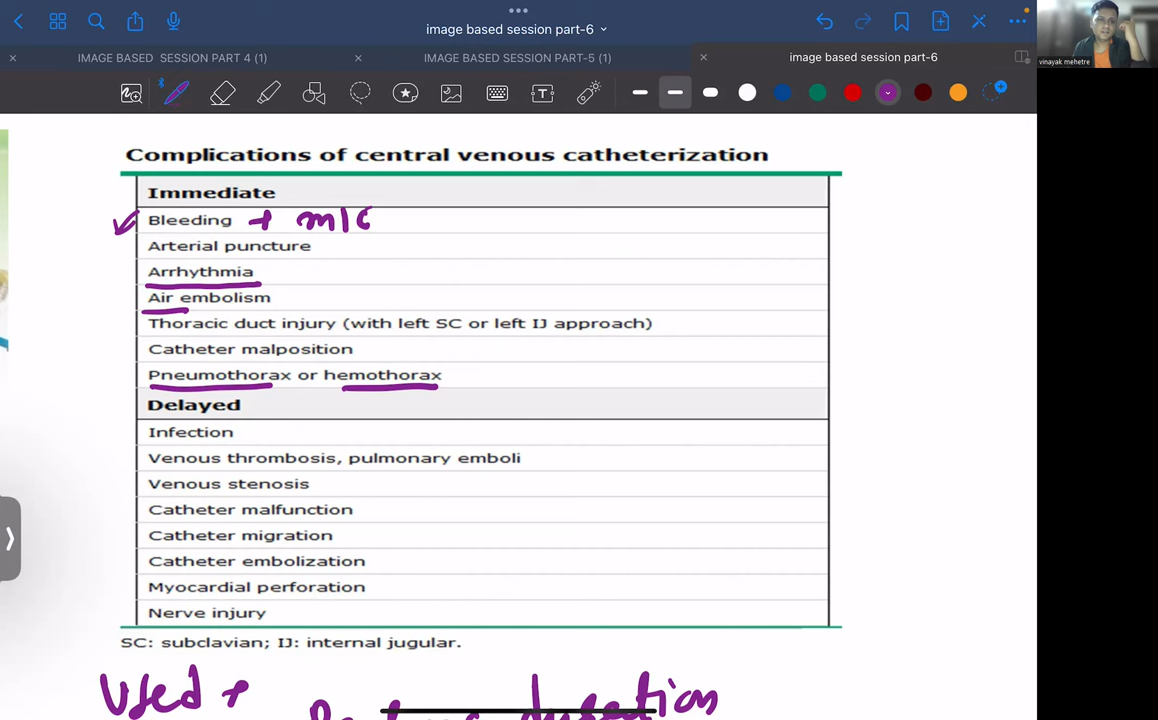 image based session part-6
IMAGE BASED SESSION PART 4 (1)
IMAGE BASED SESSION PART-5 (1)
image based session part-6
vinayak mehetre
Complications of central venous catheterization
Immediate
Bleeding + m/c
Arterial puncture
Arrhythmia
Air embolism
Thoracic duct injury (with left SC or left IJ approach)
Catheter malposition
Pneumothorax or hemothorax
Delayed
Infection
Venous thrombosis, pulmonary emboli
Venous stenosis
Catheter malfunction
Catheter migration
Catheter embolization
Myocardial perforation
Nerve injury
SC: subclavian; IJ: internal jugular.
Used +